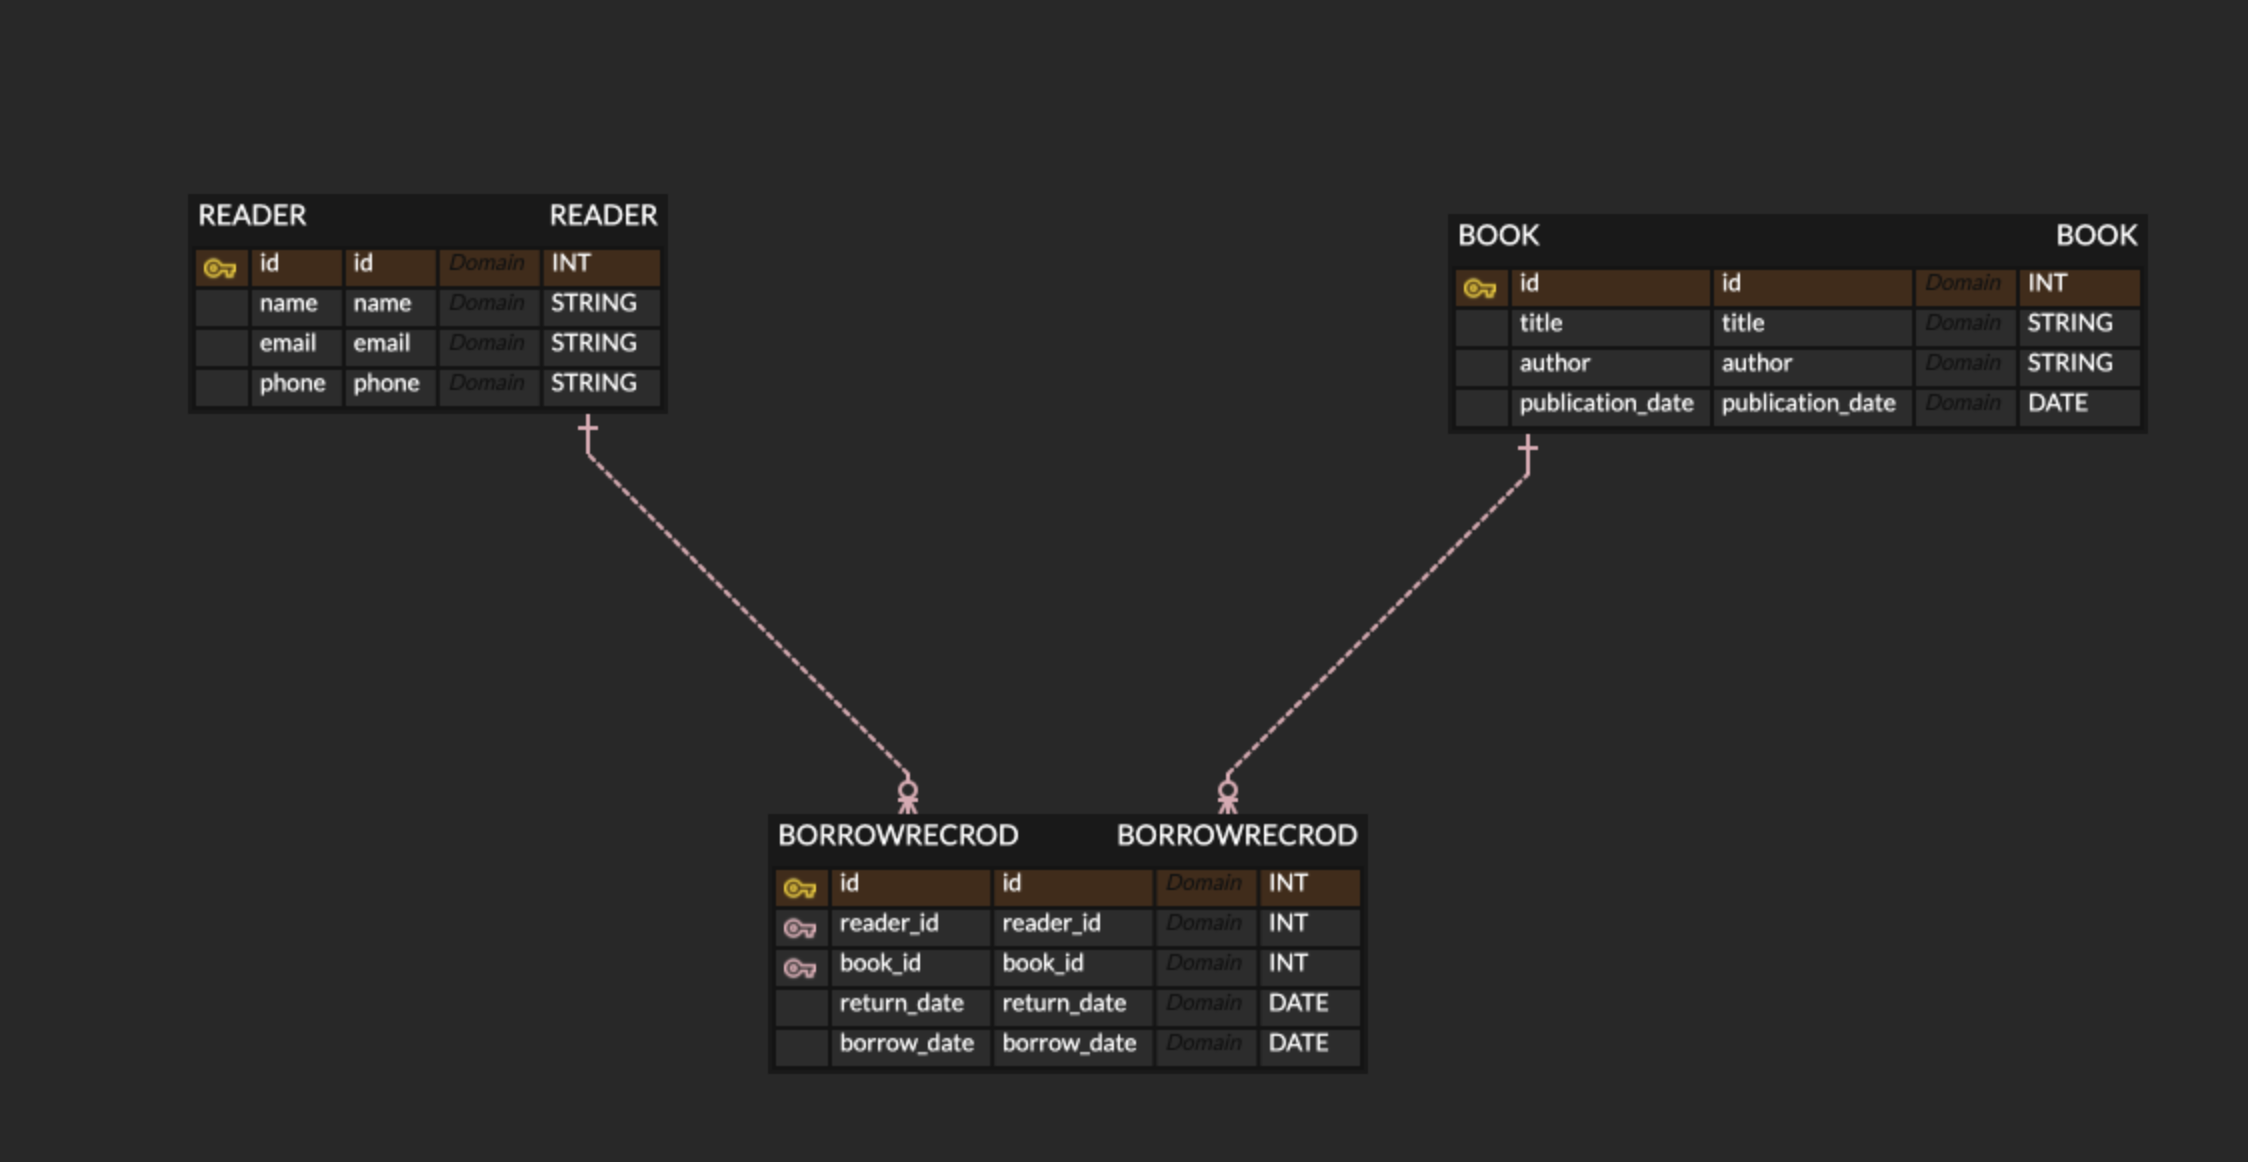 READER READER
id id Domain INT
name name Domain STRING
email email Domain STRING
phone phone Domain STRING
BOOK BOOK
id id Domain INT
title title Domain STRING
author author Domain STRING
publication_date publication_date Domain DATE
BORROWRECROD BORROWRECROD
id id Domain INT
reader_id reader_id Domain INT
book_id book_id Domain INT
return_date return_date Domain DATE
borrow_date borrow_date Domain DATE